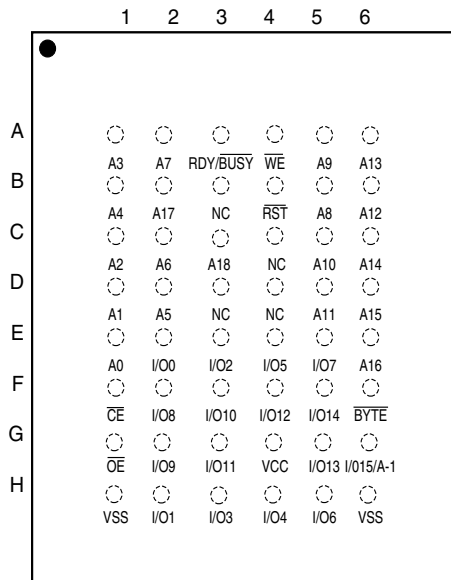 1 2 3 4 5 6
A
A3 A7 RDY/BUSY WE A9 A13
B
A4 A17 NC RST A8 A12
C
A2 A6 A18 NC A10 A14
D
A1 A5 NC NC A11 A15
E
A0 I/O0 I/O2 I/O5 I/O7 A16
F
CE I/O8 I/O10 I/O12 I/O14 BYTE
G
OE I/O9 I/O11 VCC I/O13 I/015/A-1
H
VSS I/O1 I/O3 I/O4 I/O6 VSS